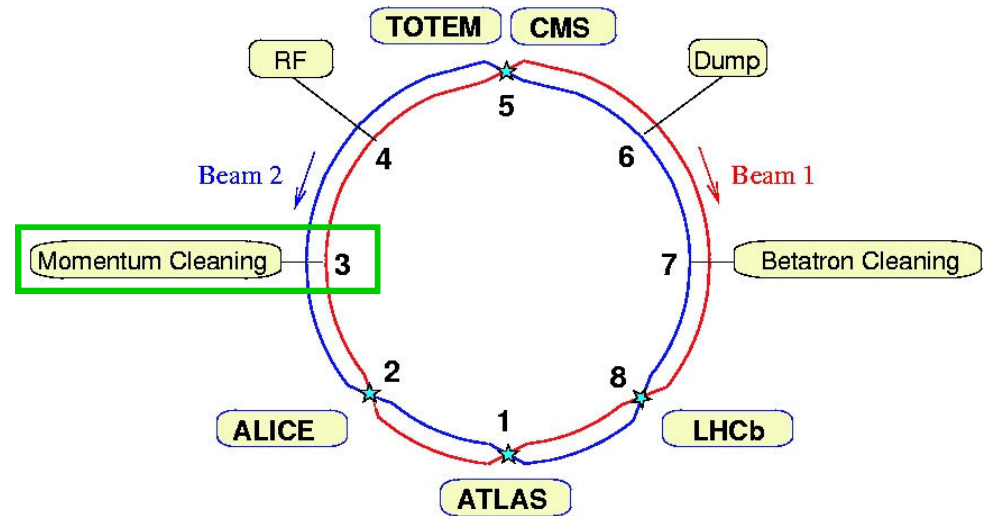 TOTEM CMS
RF
Dump
5
4
6
Beam 2
Beam 1
Momentum Cleaning
3
7
Betatron Cleaning
2
8
1
ALICE
LHCb
ATLAS